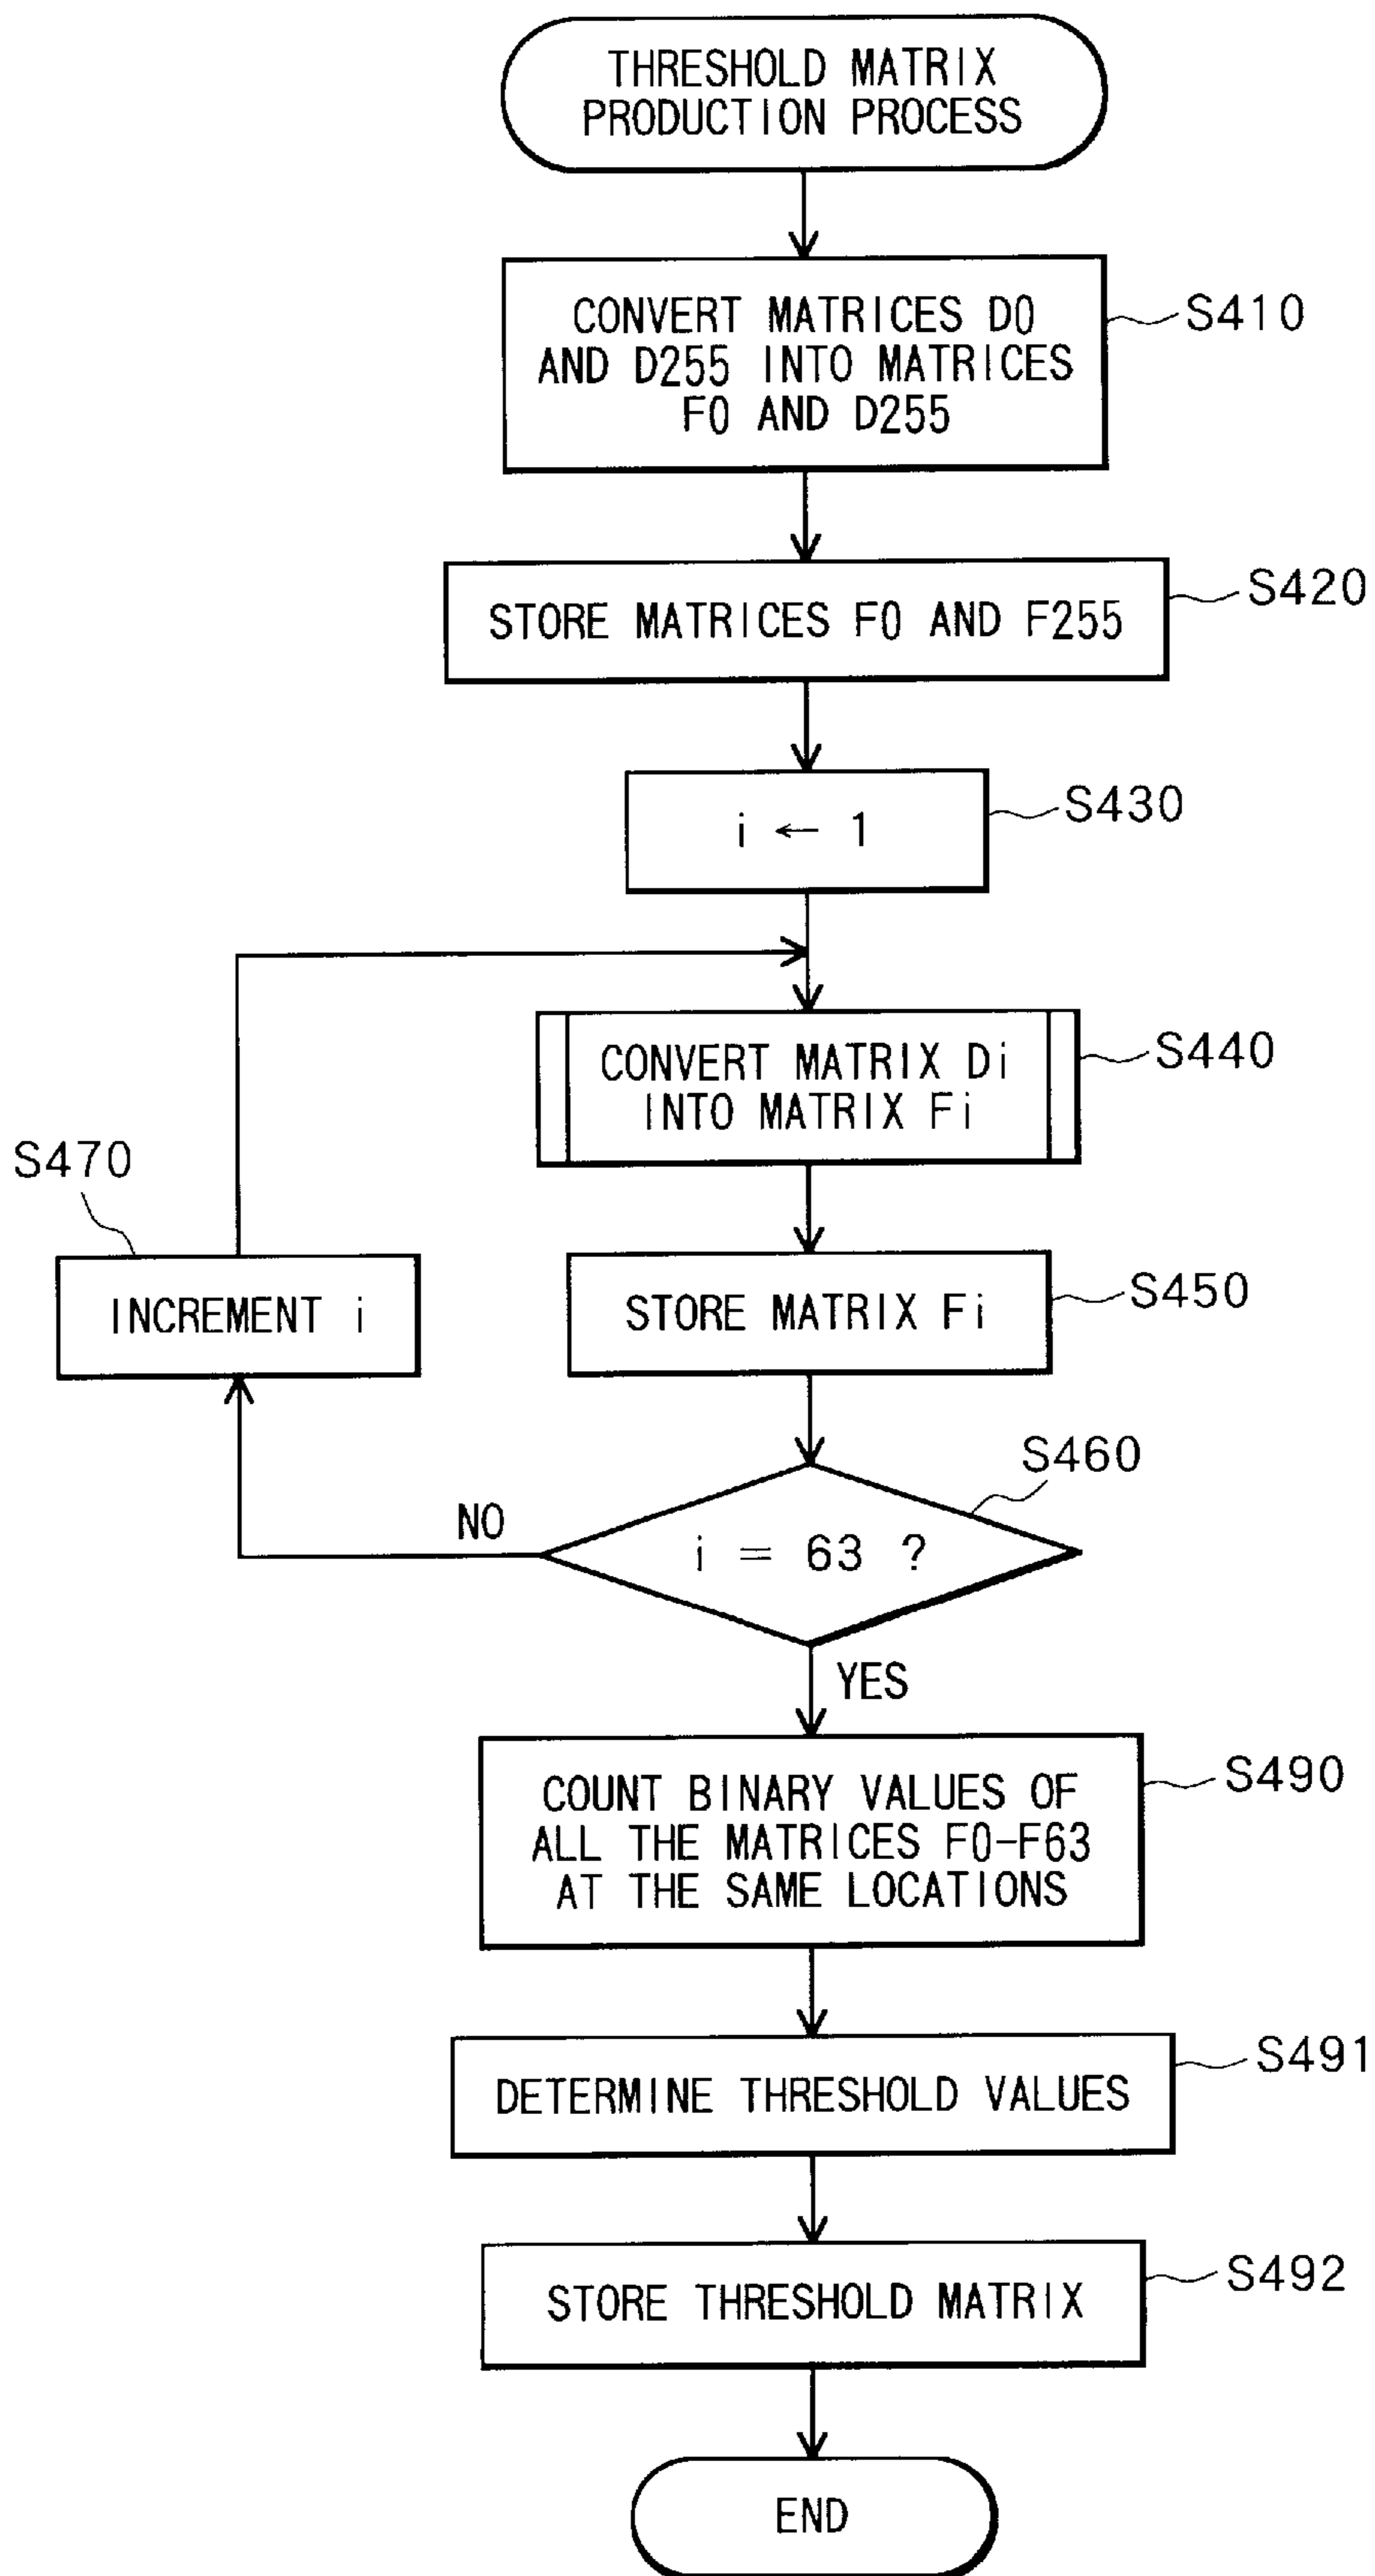 THRESHOLD MATRIX
PRODUCTION PROCESS
CONVERT MATRICES D0
AND D255 INTO MATRICES
F0 AND D255
S410
STORE MATRICES F0 AND F255
S420
i ← 1
S430
CONVERT MATRIX Di
INTO MATRIX Fi
S440
S470
INCREMENT i
STORE MATRIX Fi
S450
S460
NO
i = 63 ?
YES
COUNT BINARY VALUES OF
ALL THE MATRICES F0-F63
AT THE SAME LOCATIONS
S490
DETERMINE THRESHOLD VALUES
S491
STORE THRESHOLD MATRIX
S492
END